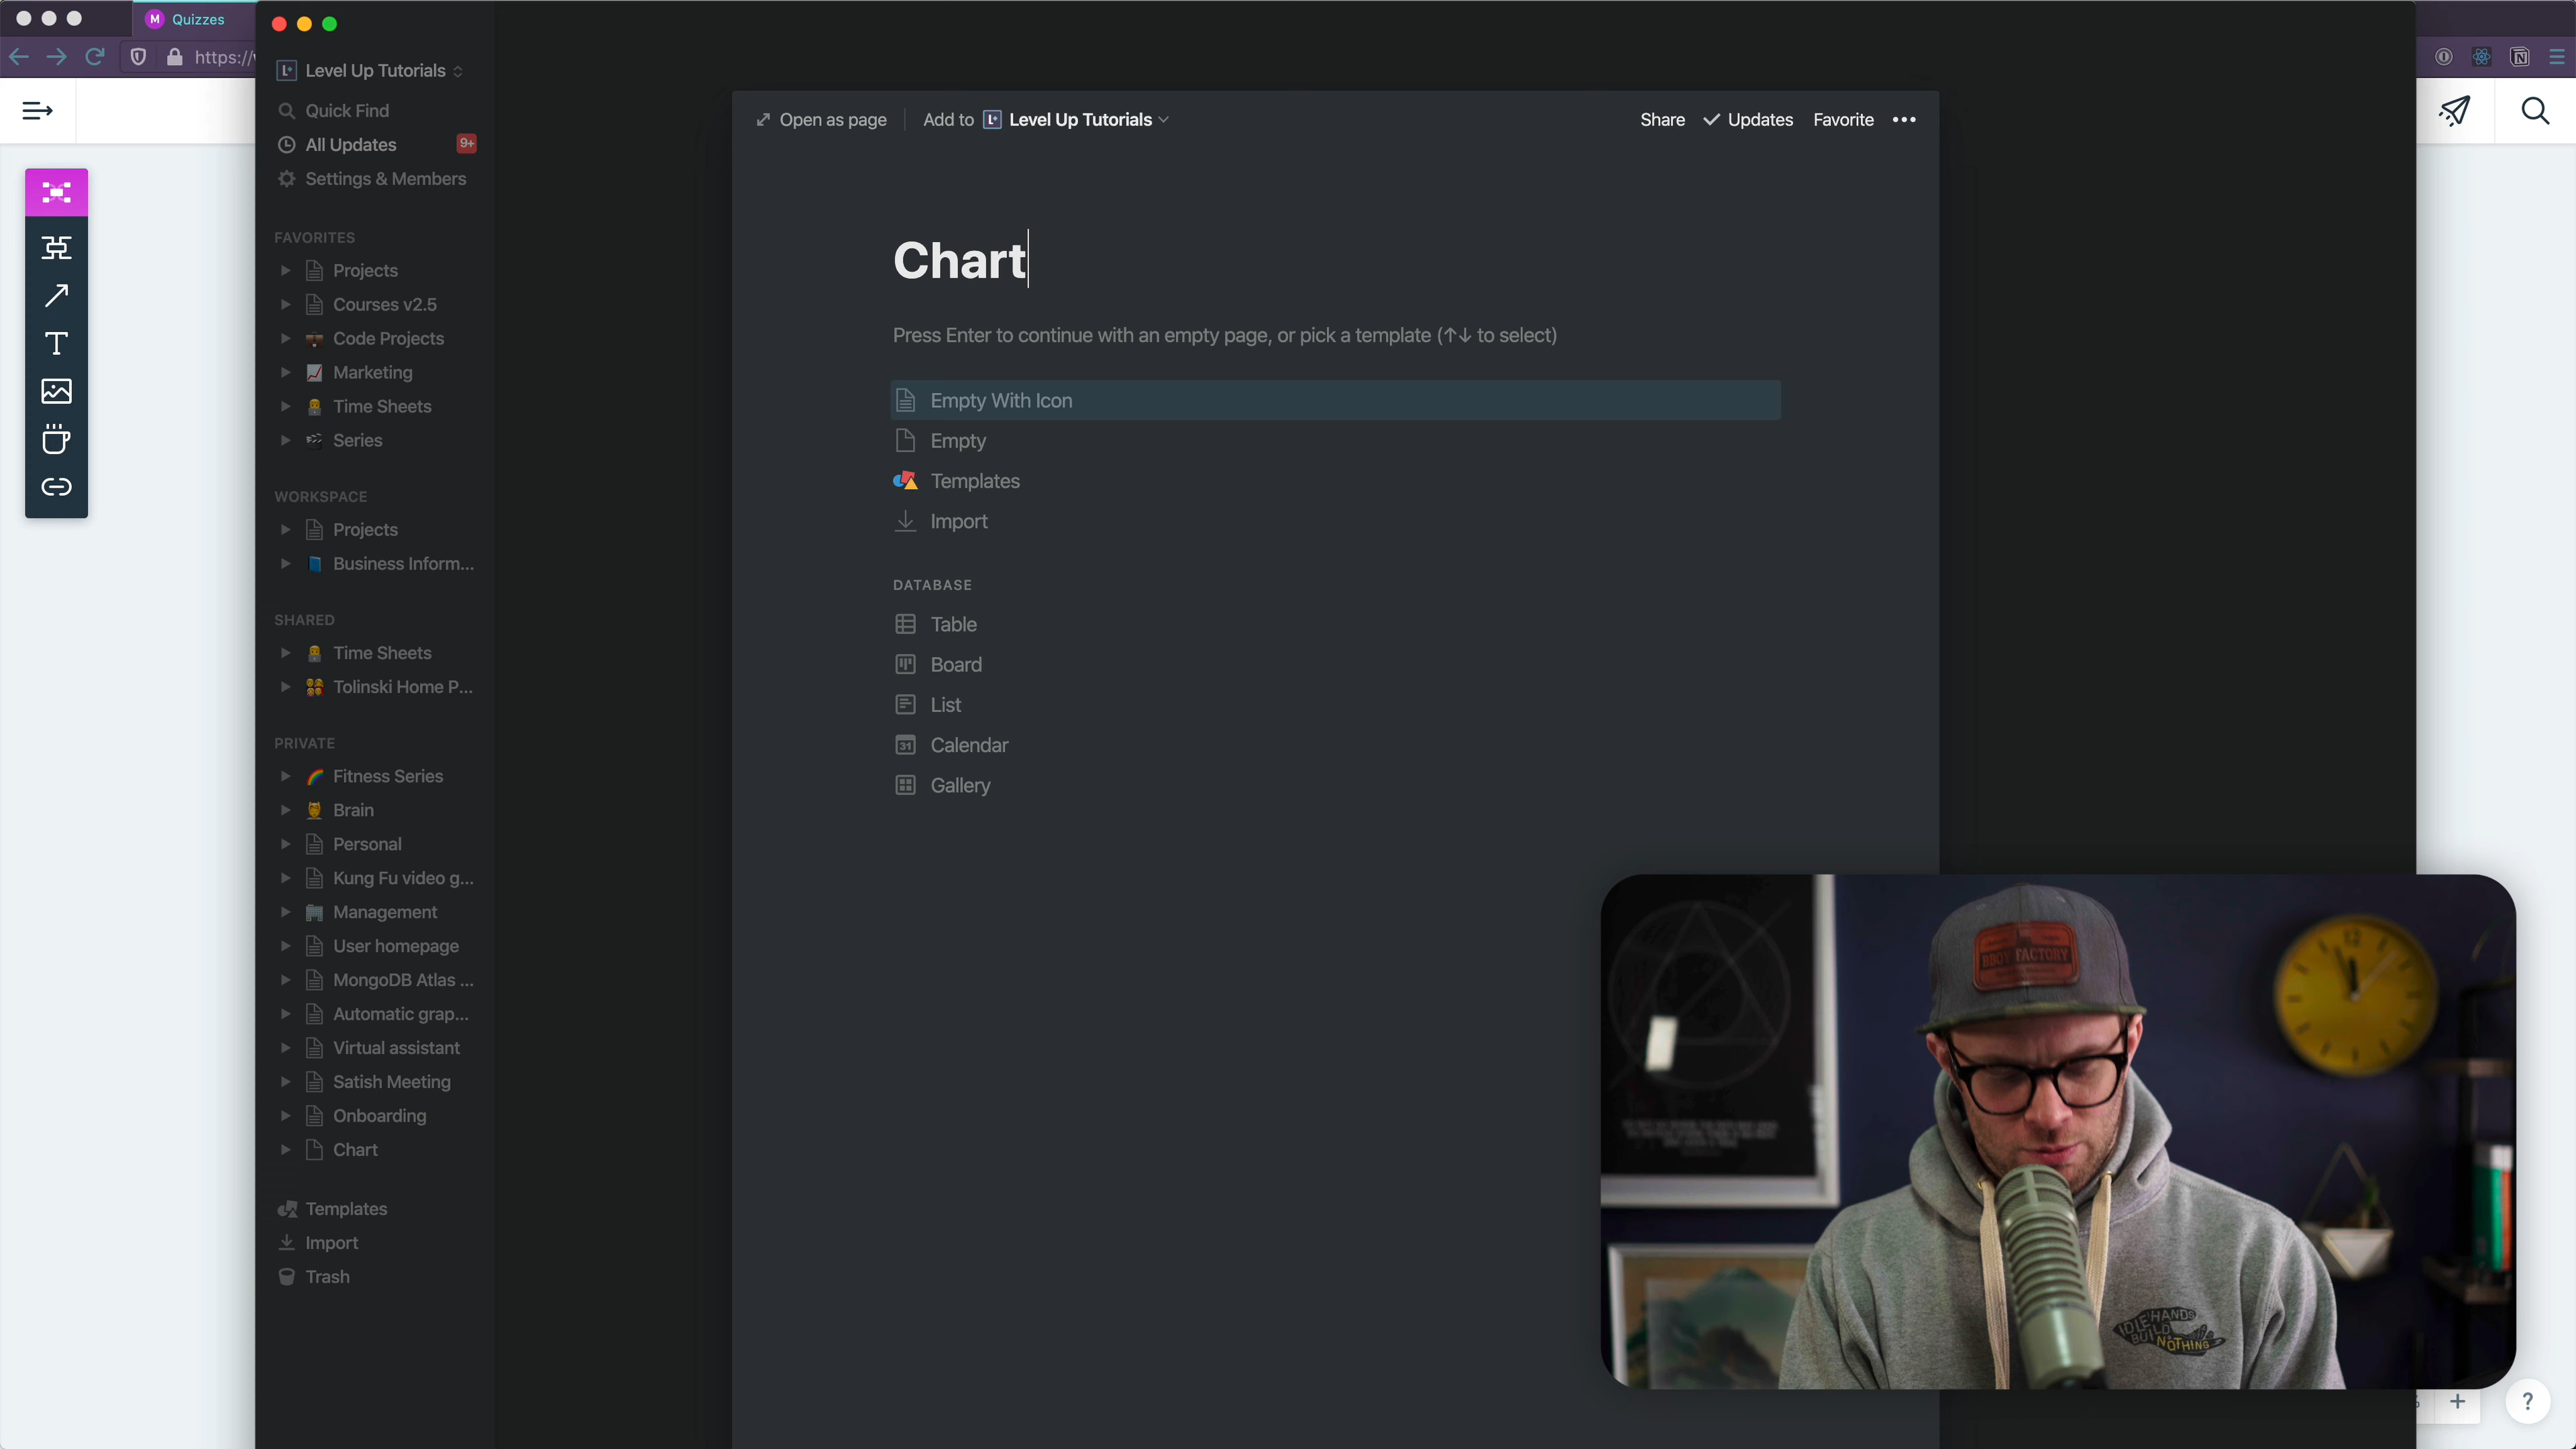 M Quizzes
https://
Level Up Tutorials
Quick Find
All Updates 9+
Settings & Members
FAVORITES
Projects
Courses v2.5
Code Projects
Marketing
Time Sheets
Series
WORKSPACE
Projects
Business Inform...
SHARED
Time Sheets
Tolinski Home P...
PRIVATE
Fitness Series
Brain
Personal
Kung Fu video g...
Management
User homepage
MongoDB Atlas ...
Automatic grap...
Virtual assistant
Satish Meeting
Onboarding
Chart
Templates
Import
Trash
Open as page Add to Level Up Tutorials Share Updates Favorite
Chart
Press Enter to continue with an empty page, or pick a template (↑↓ to select)
Empty With Icon
Empty
Templates
Import
DATABASE
Table
Board
List
31 Calendar
Gallery
BBOY FACTORY
12
IDLE HANDS
BUILD
NOTHING
+ ?